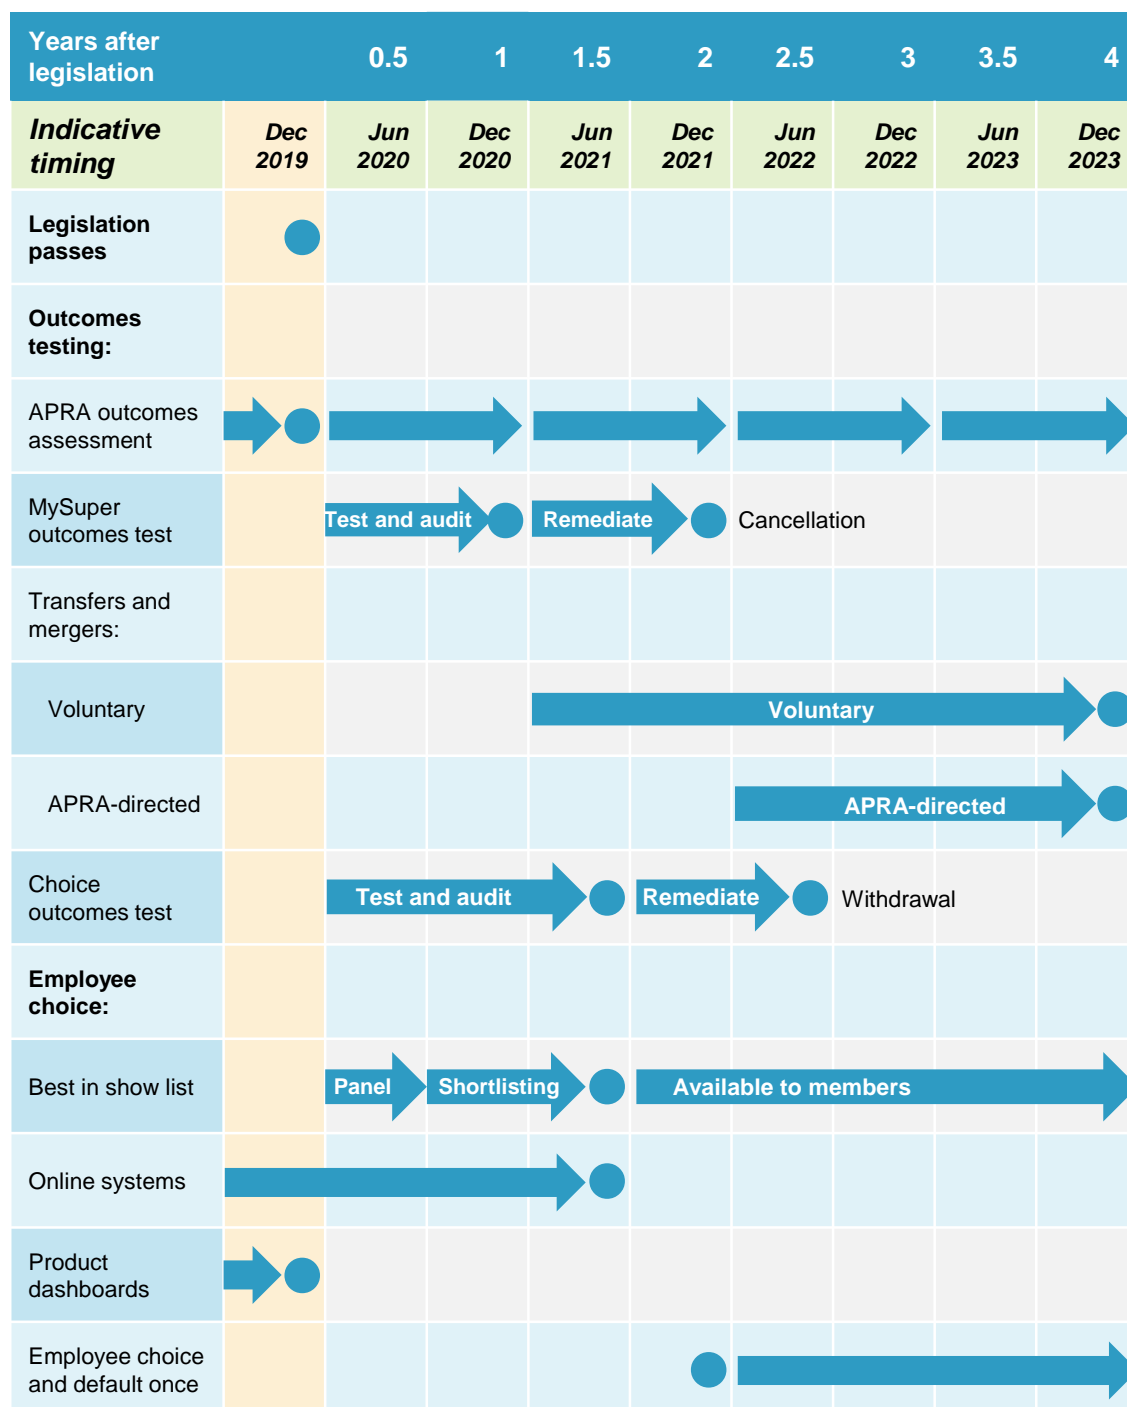 Years after
legislation
0.5 1 1.5 2 2.5 3 3.5 4
Indicative
timing
Dec 2019
Jun 2020
Dec 2020
Jun 2021
Dec 2021
Jun 2022
Dec 2022
Jun 2023
Dec 2023
Legislation
passes
Outcomes
testing:
APRA outcomes
assessment
MySuper
outcomes test
Test and audit
Remediate
Cancellation
Transfers and
mergers:
Voluntary
Voluntary
APRA-directed
APRA-directed
Choice
outcomes test
Test and audit
Remediate
Withdrawal
Employee
choice:
Best in show list
Panel
Shortlisting
Available to members
Online systems
Product
dashboards
Employee choice
and default once